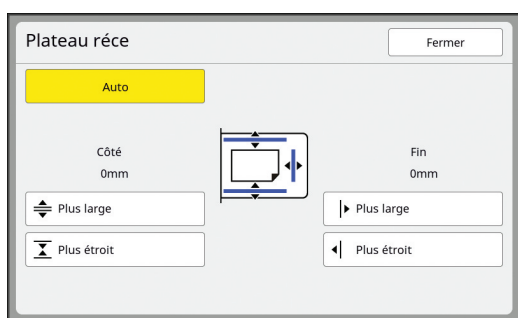 Plateau réce
Fermer
Auto
Côté
0mm
Fin
0mm
Plus large
Plus large
Plus étroit
Plus étroit